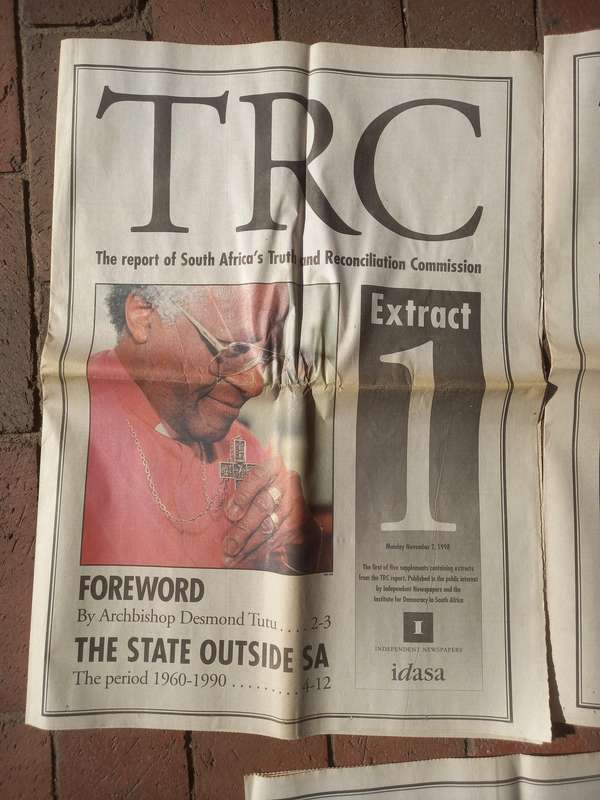 TRC
The report of South Africa's Truth and Reconciliation Commission
Extract
1
Monday November 2, 1998
The first of five supplements containing extracts
from the TRC report. Published in the public interest
by Independent Newspapers and the
Institute for Democracy in South Africa
I
INDEPENDENT NEWSPAPERS
idasa
FOREWORD
By Archbishop Desmond Tutu .... 2-3
THE STATE OUTSIDE SA
The period 1960-1990 ......... 4-12